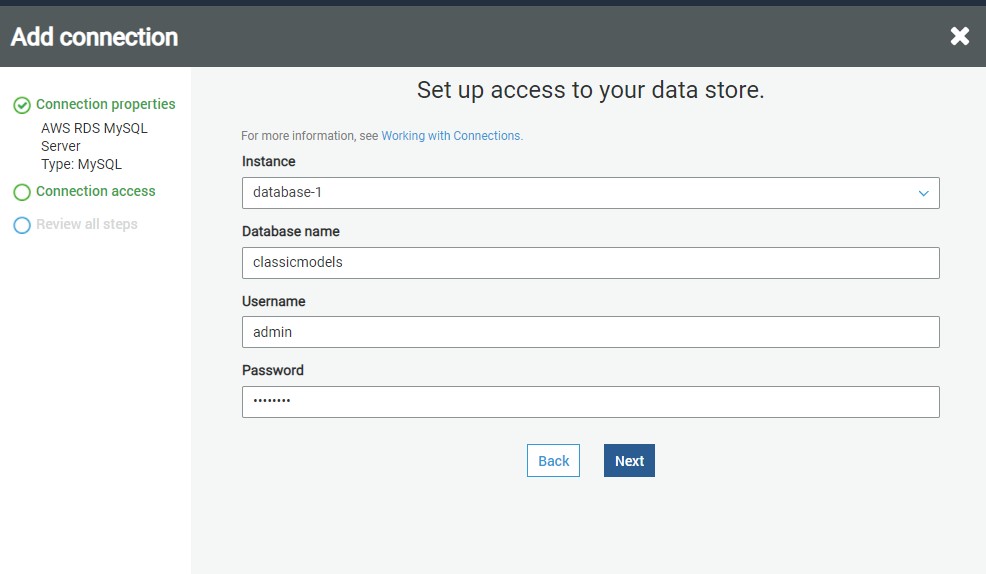 Add connection
Connection properties
AWS RDS MySQL
Server
Type: MySQL
Connection access
Review all steps
Set up access to your data store.
For more information, see Working with Connections.
Instance
database-1
Database name
classicmodels
Username
admin
Password
••••••••
Back
Next